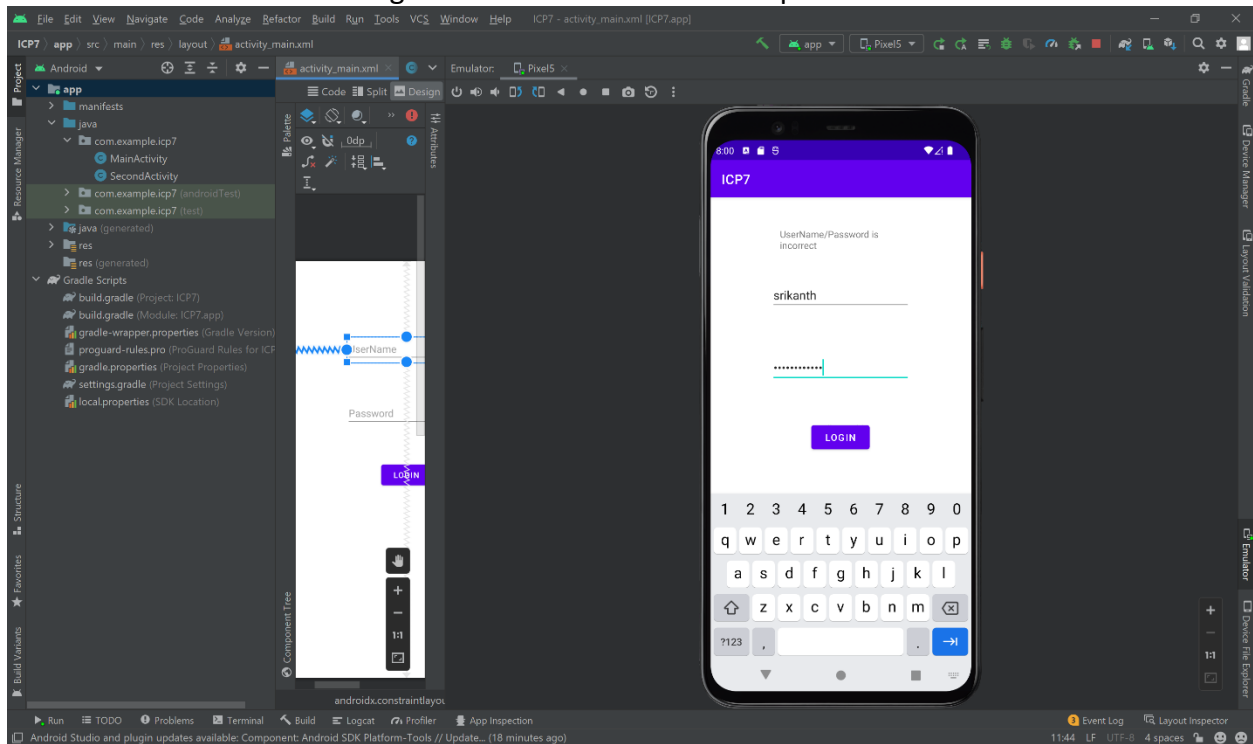 File Edit View Navigate Code Analyze Refactor Build Run Tools VCS Window Help ICP7 - activity_main.xml [ICP7.app]
ICP7 app src main res layout activity_main.xml
app Pixel5
Android
activity_main.xml
Emulator: Pixel5
Code Split Design
Project
Resource Manager
Structure
Favorites
Build Variants
app
manifests
java
com.example.icp7
MainActivity
SecondActivity
com.example.icp7 (androidTest)
com.example.icp7 (test)
java (generated)
res
res (generated)
Gradle Scripts
build.gradle (Project: ICP7)
build.gradle (Module: ICP7.app)
gradle-wrapper.properties (Gradle Version)
proguard-rules.pro (ProGuard Rules for ICP
gradle.properties (Project Properties)
settings.gradle (Project Settings)
local.properties (SDK Location)
Palette
0dp
Attributes
UserName
Password
LOGIN
1:1
Component Tree
androidx.constraintlayou
8:00
ICP7
UserName/Password is
incorrect
srikanth
••••••••••••
LOGIN
1 2 3 4 5 6 7 8 9 0
q w e r t y u i o p
a s d f g h j k l
z x c v b n m
?123 , .
Gradle
Device Manager
Layout Validation
Emulator
Device File Explorer
1:1
Run TODO Problems Terminal Build Logcat Profiler App Inspection
3 Event Log Layout Inspector
Android Studio and plugin updates available: Component: Android SDK Platform-Tools // Update... (18 minutes ago)
11:44 LF UTF-8 4 spaces